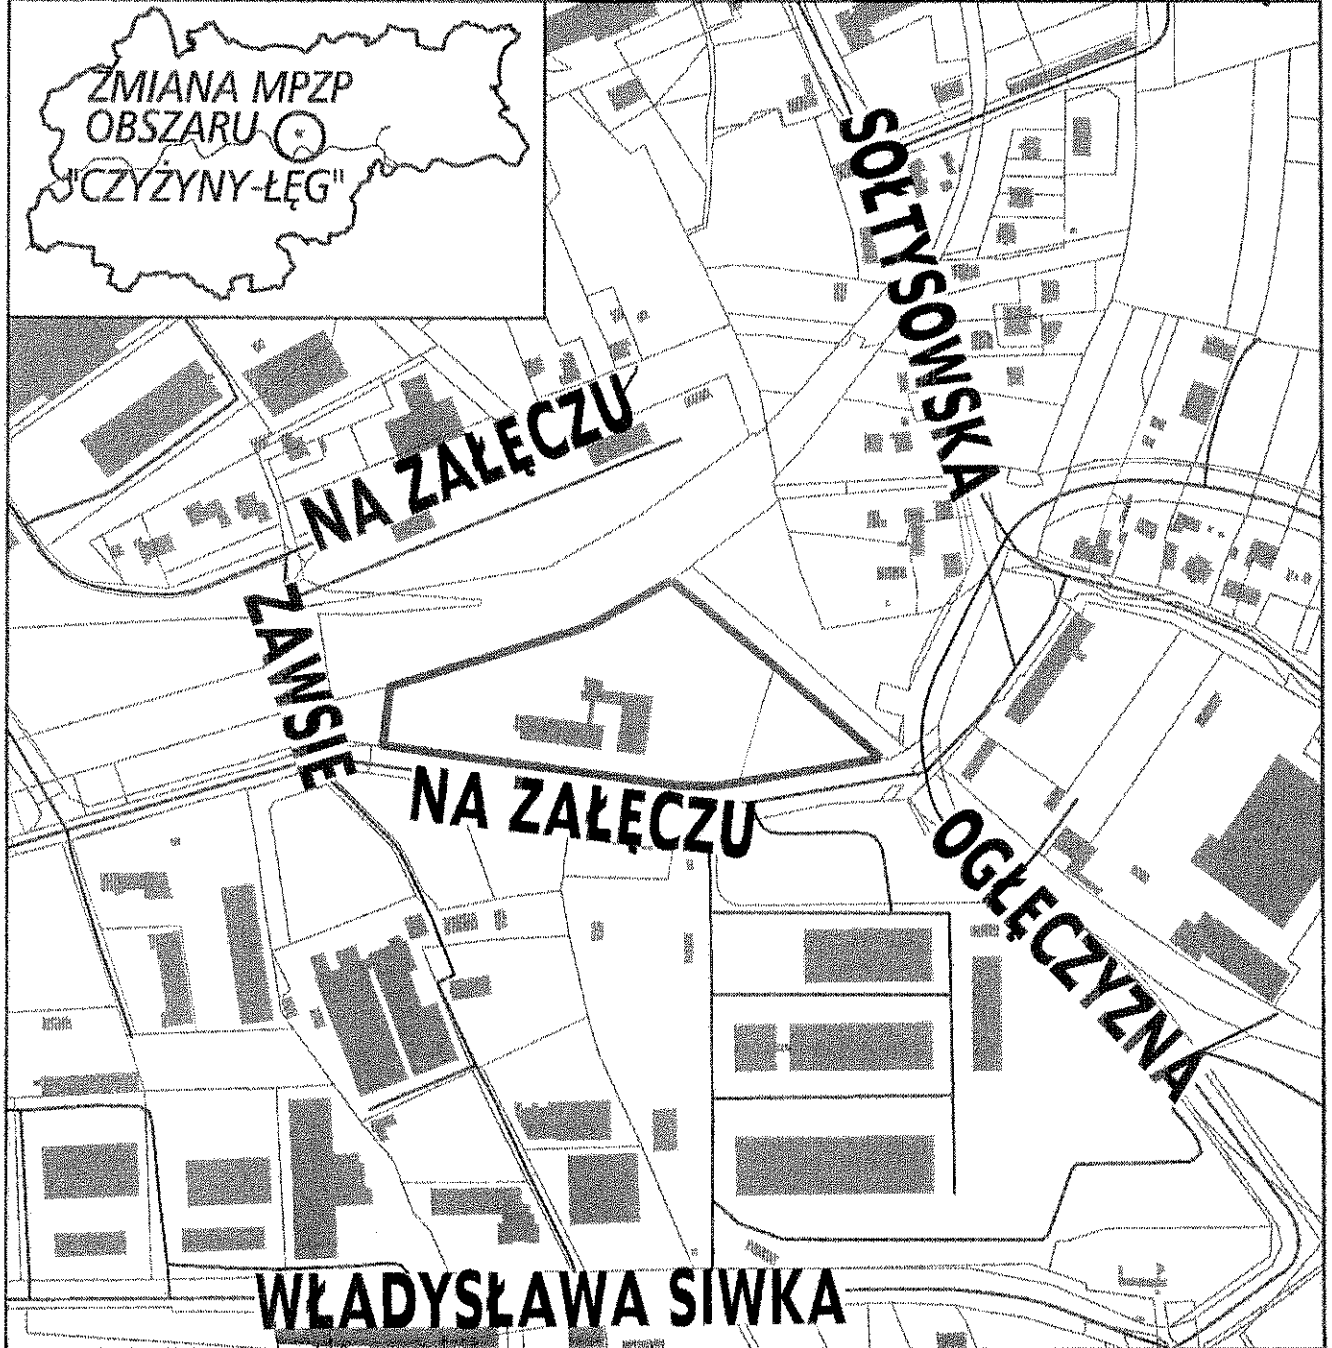 ZMIANA MPZP
OBSZARU
"CZYŻYNY-ŁĘG"
SOŁTYSOWSKA
NA ZAŁĘCZU
ZAWSIE
NA ZAŁĘCZU
OGŁĘCZYZNA
WŁADYSŁAWA SIWKA